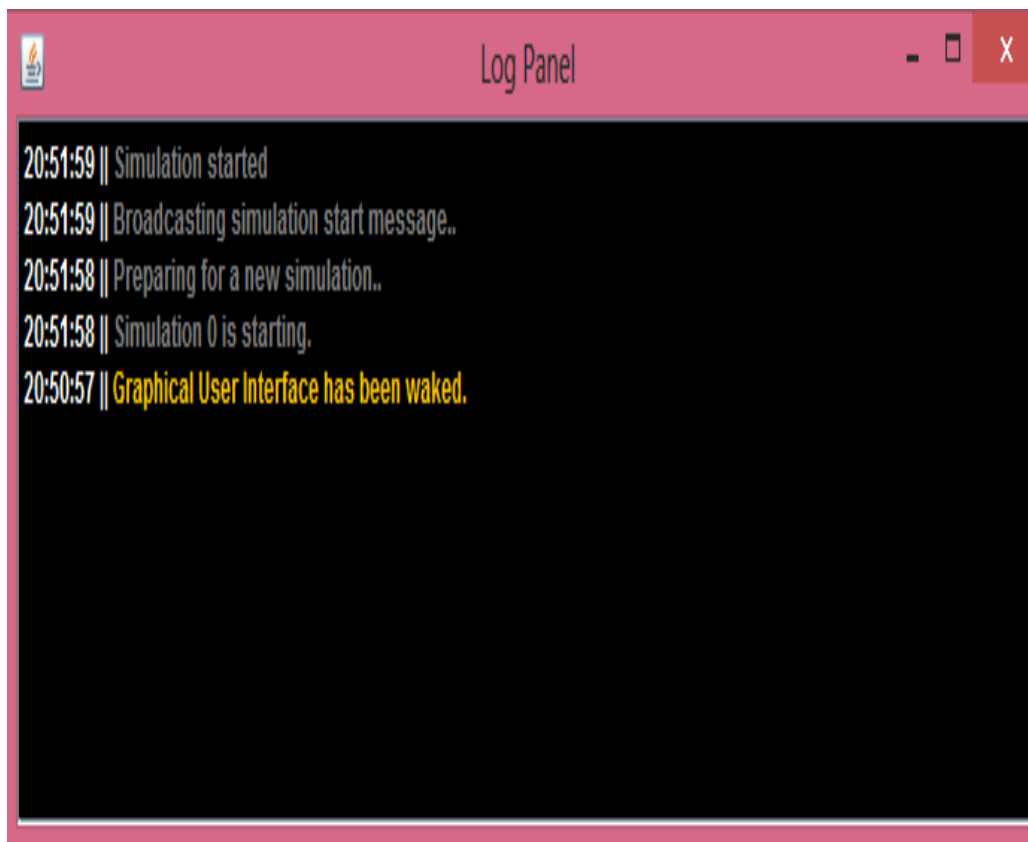 Log Panel
20:51:59 || Simulation started
20:51:59 || Broadcasting simulation start message..
20:51:58 || Preparing for a new simulation..
20:51:58 || Simulation 0 is starting.
20:50:57 || Graphical User Interface has been waked.